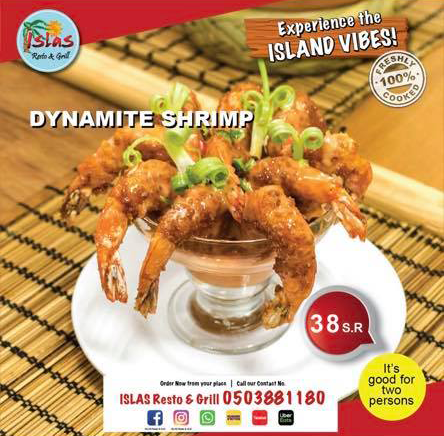 Islas
Resto & Grill
Experience the
ISLAND VIBES!
FRESHLY
100%
COOKED
DYNAMITE SHRIMP
38 S.R
It's
good for
two
persons
Order Now from your place | Call our Contact No.
ISLAS Resto & Grill 0503881180
Uber
Eats